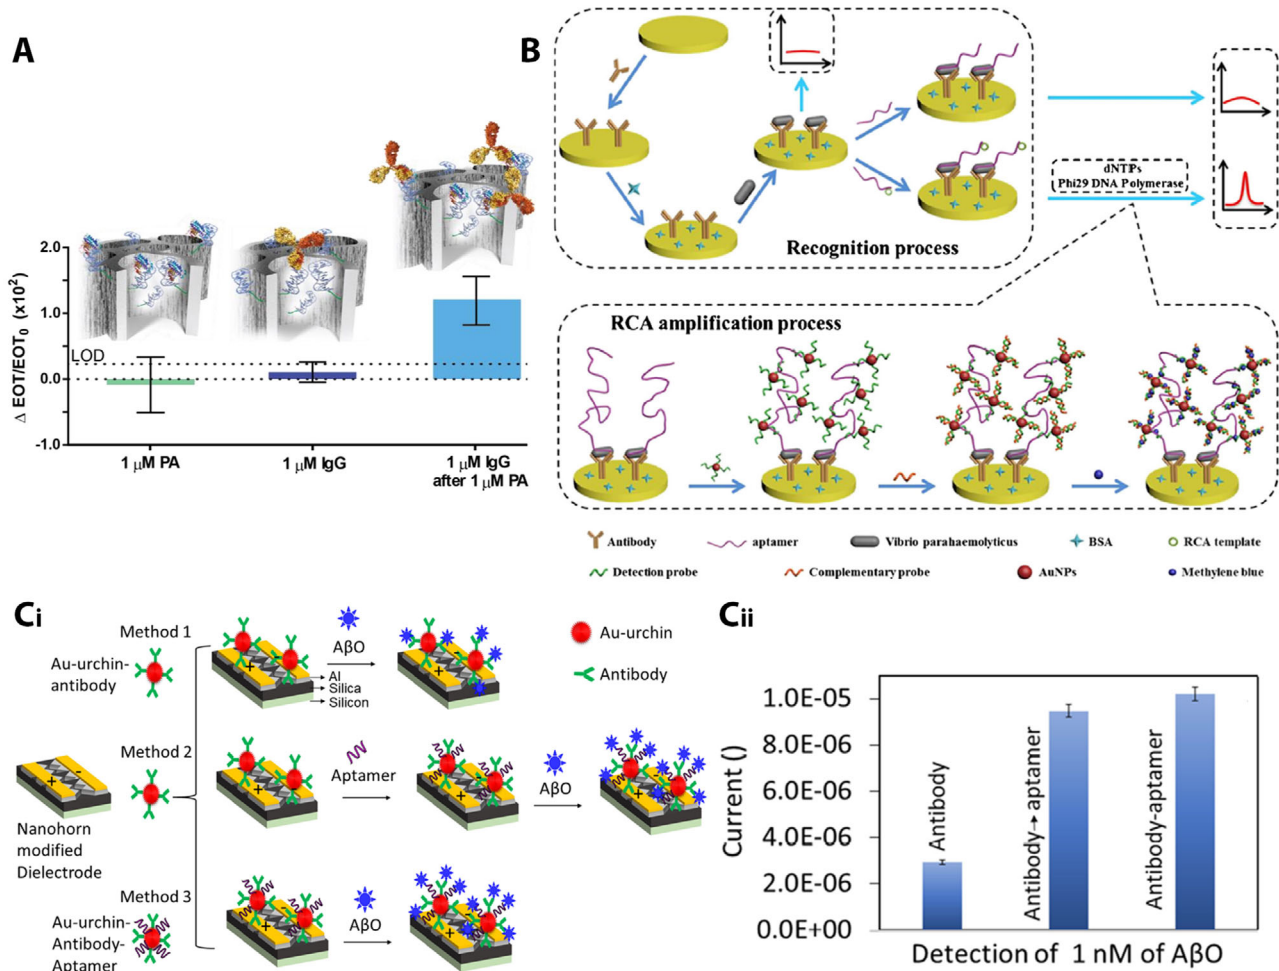 A
2.0
1.0
0.0
-1.0
Δ EOT/EOT0 (x10²)
LOD
1 μM PA
1 μM IgG
1 μM IgG
after 1 μM PA
B
Recognition process
dNTPs
Phi29 DNA Polymerase
RCA amplification process
Antibody
aptamer
Vibrio parahaemolyticus
BSA
RCA template
Detection probe
Complementary probe
AuNPs
Methylene blue
Ci
Method 1
Au-urchin-
antibody
AβO
Al
Silica
Silicon
Au-urchin
Antibody
Method 2
Aptamer
AβO
+
-
Nanohorn
modified
Dielectrode
Method 3
Au-urchin-
Antibody-
Aptamer
AβO
Cii
Current ()
1.0E-05
8.0E-06
6.0E-06
4.0E-06
2.0E-06
0.0E+00
Antibody
Antibody→aptamer
Antibody-aptamer
Detection of 1 nM of AβO